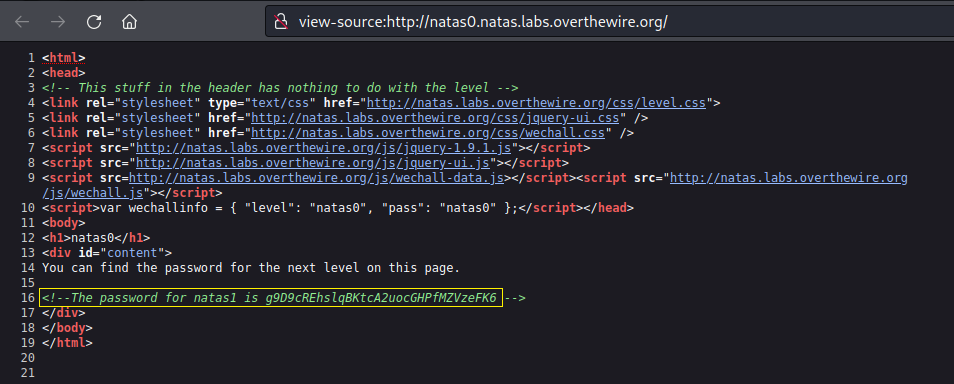 view-source:http://natas0.natas.labs.overthewire.org/
1 <html>
2 <head>
3 <!-- This stuff in the header has nothing to do with the level -->
4 <link rel="stylesheet" type="text/css" href="http://natas.labs.overthewire.org/css/level.css">
5 <link rel="stylesheet" href="http://natas.labs.overthewire.org/css/jquery-ui.css" />
6 <link rel="stylesheet" href="http://natas.labs.overthewire.org/css/wechall.css" />
7 <script src="http://natas.labs.overthewire.org/js/jquery-1.9.1.js"></script>
8 <script src="http://natas.labs.overthewire.org/js/jquery-ui.js"></script>
9 <script src=http://natas.labs.overthewire.org/js/wechall-data.js></script><script src="http://natas.labs.overthewire.org
/js/wechall.js"></script>
10 <script>var wechallinfo = { "level": "natas0", "pass": "natas0" };</script></head>
11 <body>
12 <h1>natas0</h1>
13 <div id="content">
14 You can find the password for the next level on this page.
15
16 <!--The password for natas1 is g9D9cREhslqBKtcA2uocGHPfMZVzeFK6 -->
17 </div>
18 </body>
19 </html>
20
21